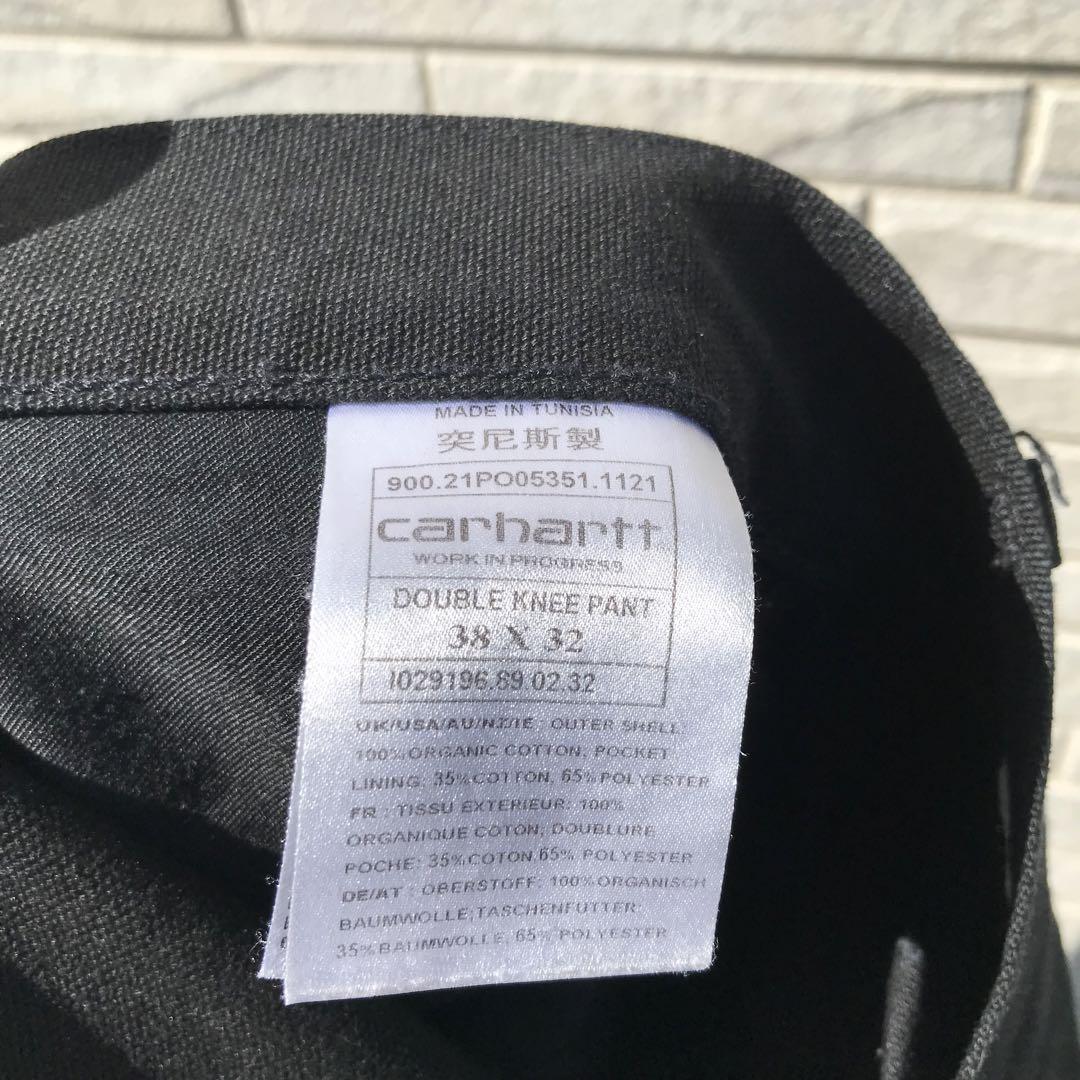 MADE IN TUNISIA
突尼斯製
900.21PO05351.1121
carhartt
WORK IN PROGRESS
DOUBLE KNEE PANT
38 X 32
I029196.89 02.32
UK/USA/AU/NZ/IE : OUTER SHELL
100% ORGANIC COTTON; POCKET
LINING: 35% COTTON, 65% POLYESTER
FR : TISSU EXTERIEUR: 100%
ORGANIQUE COTON; DOUBLURE
POCHE: 35% COTON, 65% POLYESTER
DE/AT : OBERSTOFF: 100% ORGANISCH
BAUMWOLLE;TASCHENFUTTER:
35% BAUMWOLLE, 65% POLYESTER